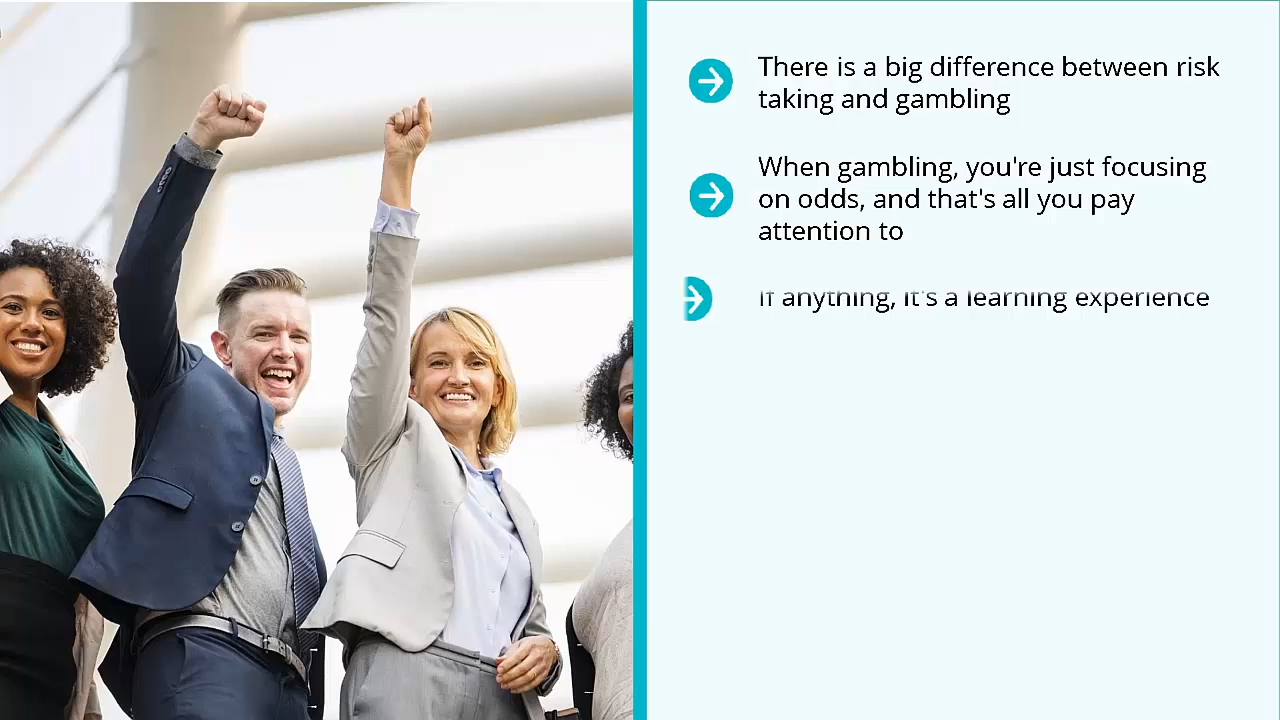 There is a big difference between risk
taking and gambling
When gambling, you're just focusing
on odds, and that's all you pay
attention to
If anything, it's a learning experience